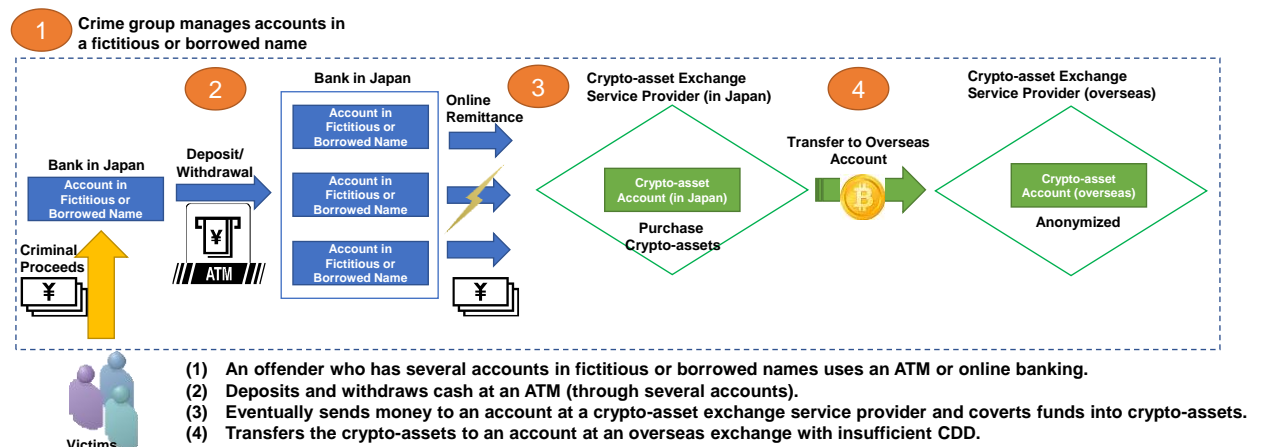 1
Crime group manages accounts in
a fictitious or borrowed name
2
Bank in Japan
3
Crypto-asset Exchange
Service Provider (in Japan)
4
Crypto-asset Exchange
Service Provider (overseas)
Bank in Japan
Account in
Fictitious or
Borrowed Name
Deposit/
Withdrawal
¥
ATM
Account in
Fictitious or
Borrowed Name
Account in
Fictitious or
Borrowed Name
Account in
Fictitious or
Borrowed Name
Online
Remittance
¥
Crypto-asset
Account (in Japan)
Purchase
Crypto-assets
Transfer to Overseas
Account
₿
Crypto-asset
Account (overseas)
Anonymized
Criminal
Proceeds
¥
Victims
(1) An offender who has several accounts in fictitious or borrowed names uses an ATM or online banking.
(2) Deposits and withdraws cash at an ATM (through several accounts).
(3) Eventually sends money to an account at a crypto-asset exchange service provider and coverts funds into crypto-assets.
(4) Transfers the crypto-assets to an account at an overseas exchange with insufficient CDD.